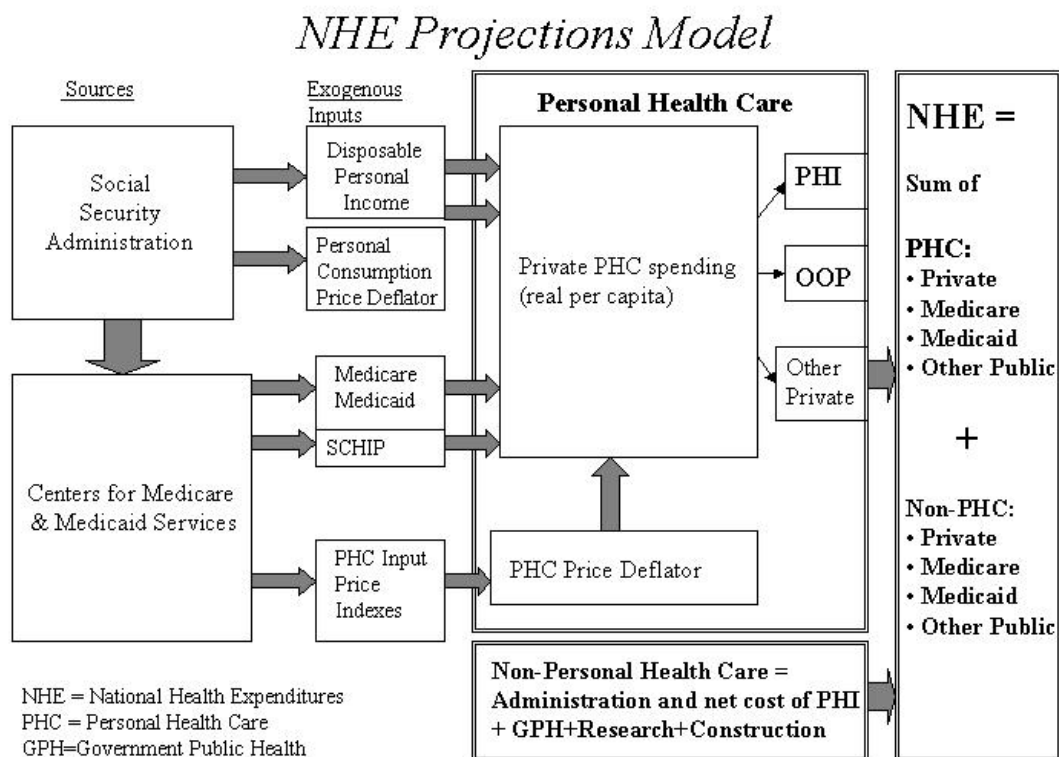 NHE Projections Model
Sources
Exogenous
Inputs
Social
Security
Administration
Centers for Medicare
& Medicaid Services
Disposable
Personal
Income
Personal
Consumption
Price Deflator
Medicare
Medicaid
SCHIP
PHC Input
Price
Indexes
Personal Health Care
Private PHC spending
(real per capita)
PHI
OOP
Other
Private
PHC Price Deflator
Non-Personal Health Care =
Administration and net cost of PHI
+ GPH+Research+Construction
NHE =
Sum of
PHC:
• Private
• Medicare
• Medicaid
• Other Public
+
Non-PHC:
• Private
• Medicare
• Medicaid
• Other Public
NHE = National Health Expenditures
PHC = Personal Health Care
GPH=Government Public Health